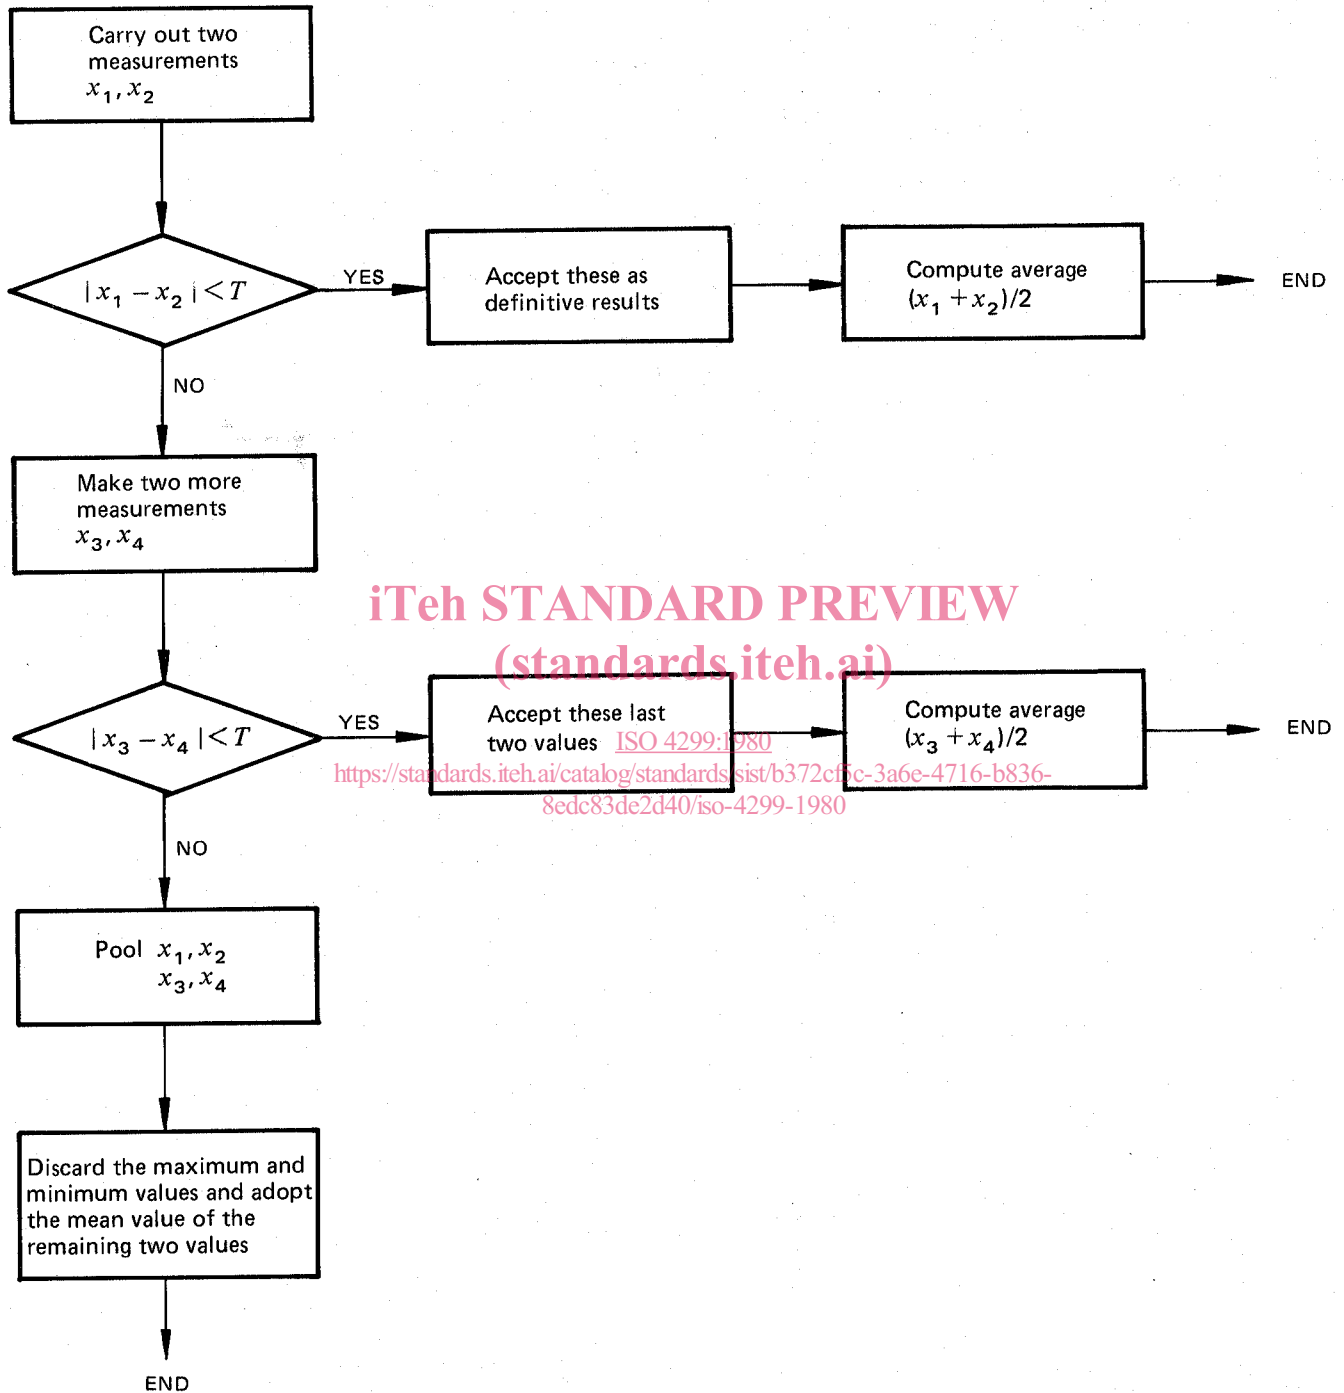 Carry out two
measurements
x₁, x₂
|x₁ − x₂| < T
YES
Accept these as
definitive results
Compute average
(x₁ + x₂)/2
END
NO
Make two more
measurements
x₃, x₄
iTeh STANDARD PREVIEW
(standards.iteh.ai)
|x₃ − x₄| < T
YES
Accept these last
two values
Compute average
(x₃ + x₄)/2
END
ISO 4299:1980
https://standards.iteh.ai/catalog/standards/sist/b372cf5c-3a6e-4716-b836-
8edc83de2d40/iso-4299-1980
NO
Pool x₁, x₂
x₃, x₄
Discard the maximum and
minimum values and adopt
the mean value of the
remaining two values
END